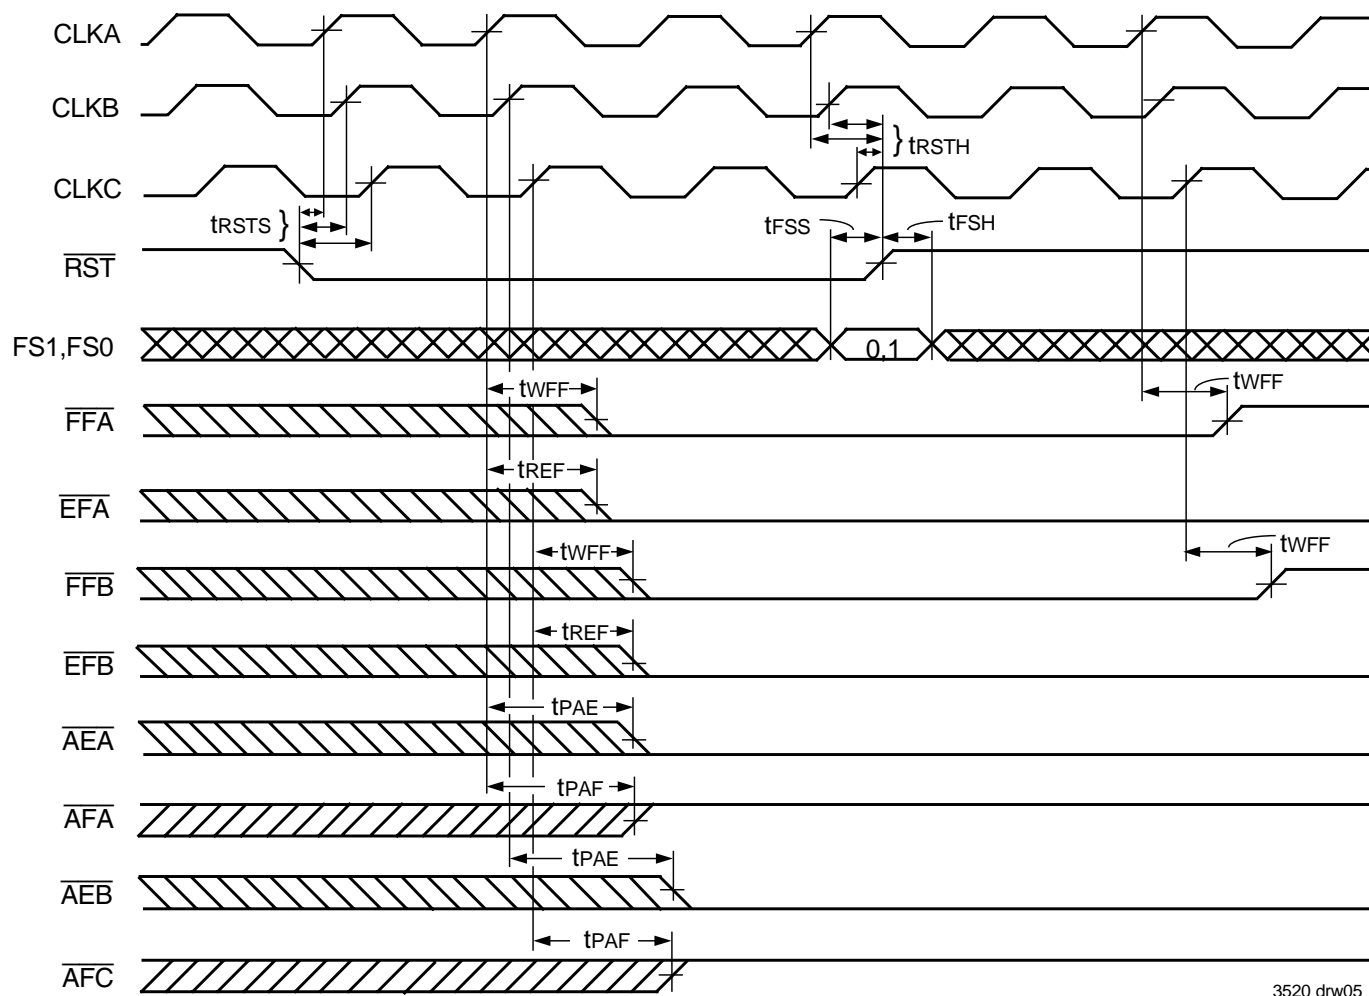 CLKA
CLKB
} tRSTH
CLKC
tRSTS }
tFSS
tFSH
RST
FS1,FS0
0,1
tWFF
tWFF
FFA
tREF
EFA
tWFF
tWFF
FFB
tREF
EFB
tPAE
AEA
tPAF
AFA
tPAE
AEB
tPAF
AFC
3520 drw05